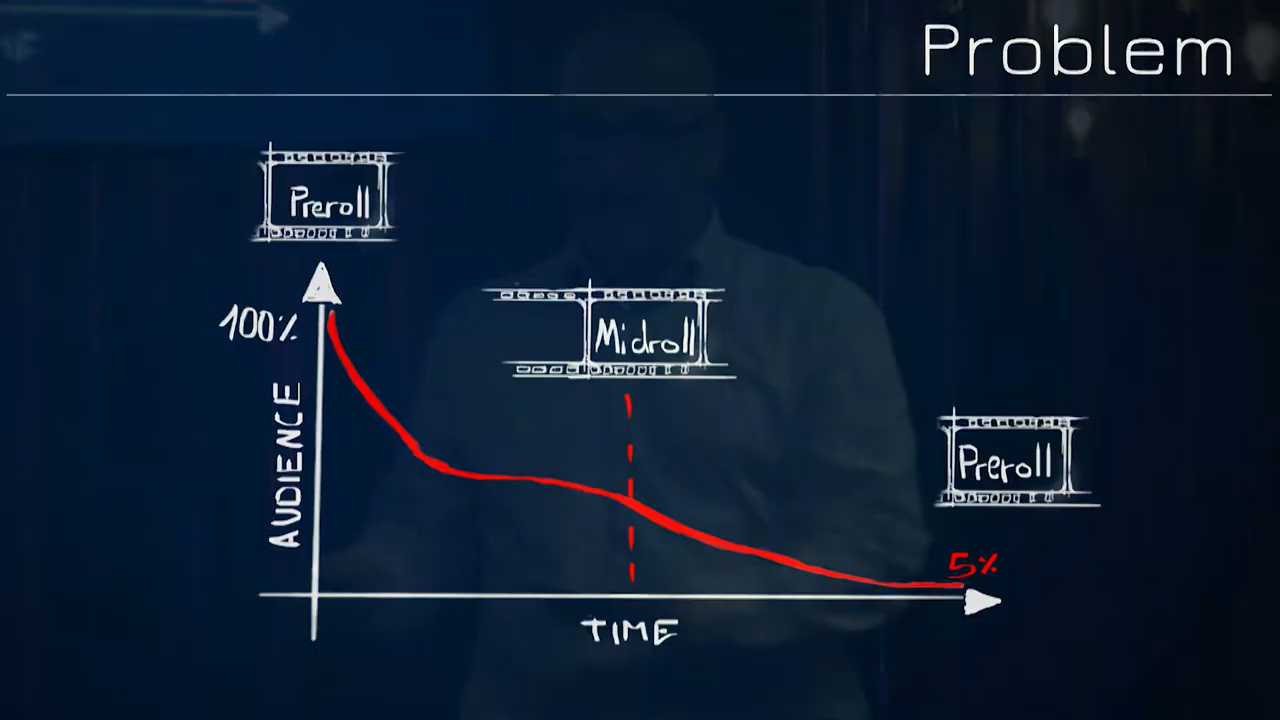 Problem
Preroll
100%
Midroll
AUDIENCE
Preroll
5%
TIME